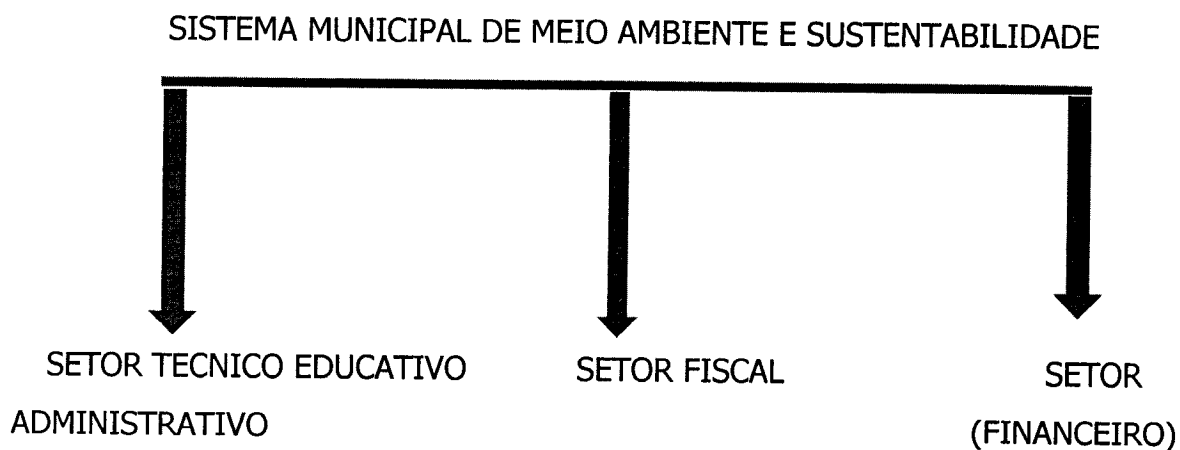 SISTEMA MUNICIPAL DE MEIO AMBIENTE E SUSTENTABILIDADE
SETOR TECNICO EDUCATIVO
ADMINISTRATIVO
SETOR FISCAL
SETOR
(FINANCEIRO)